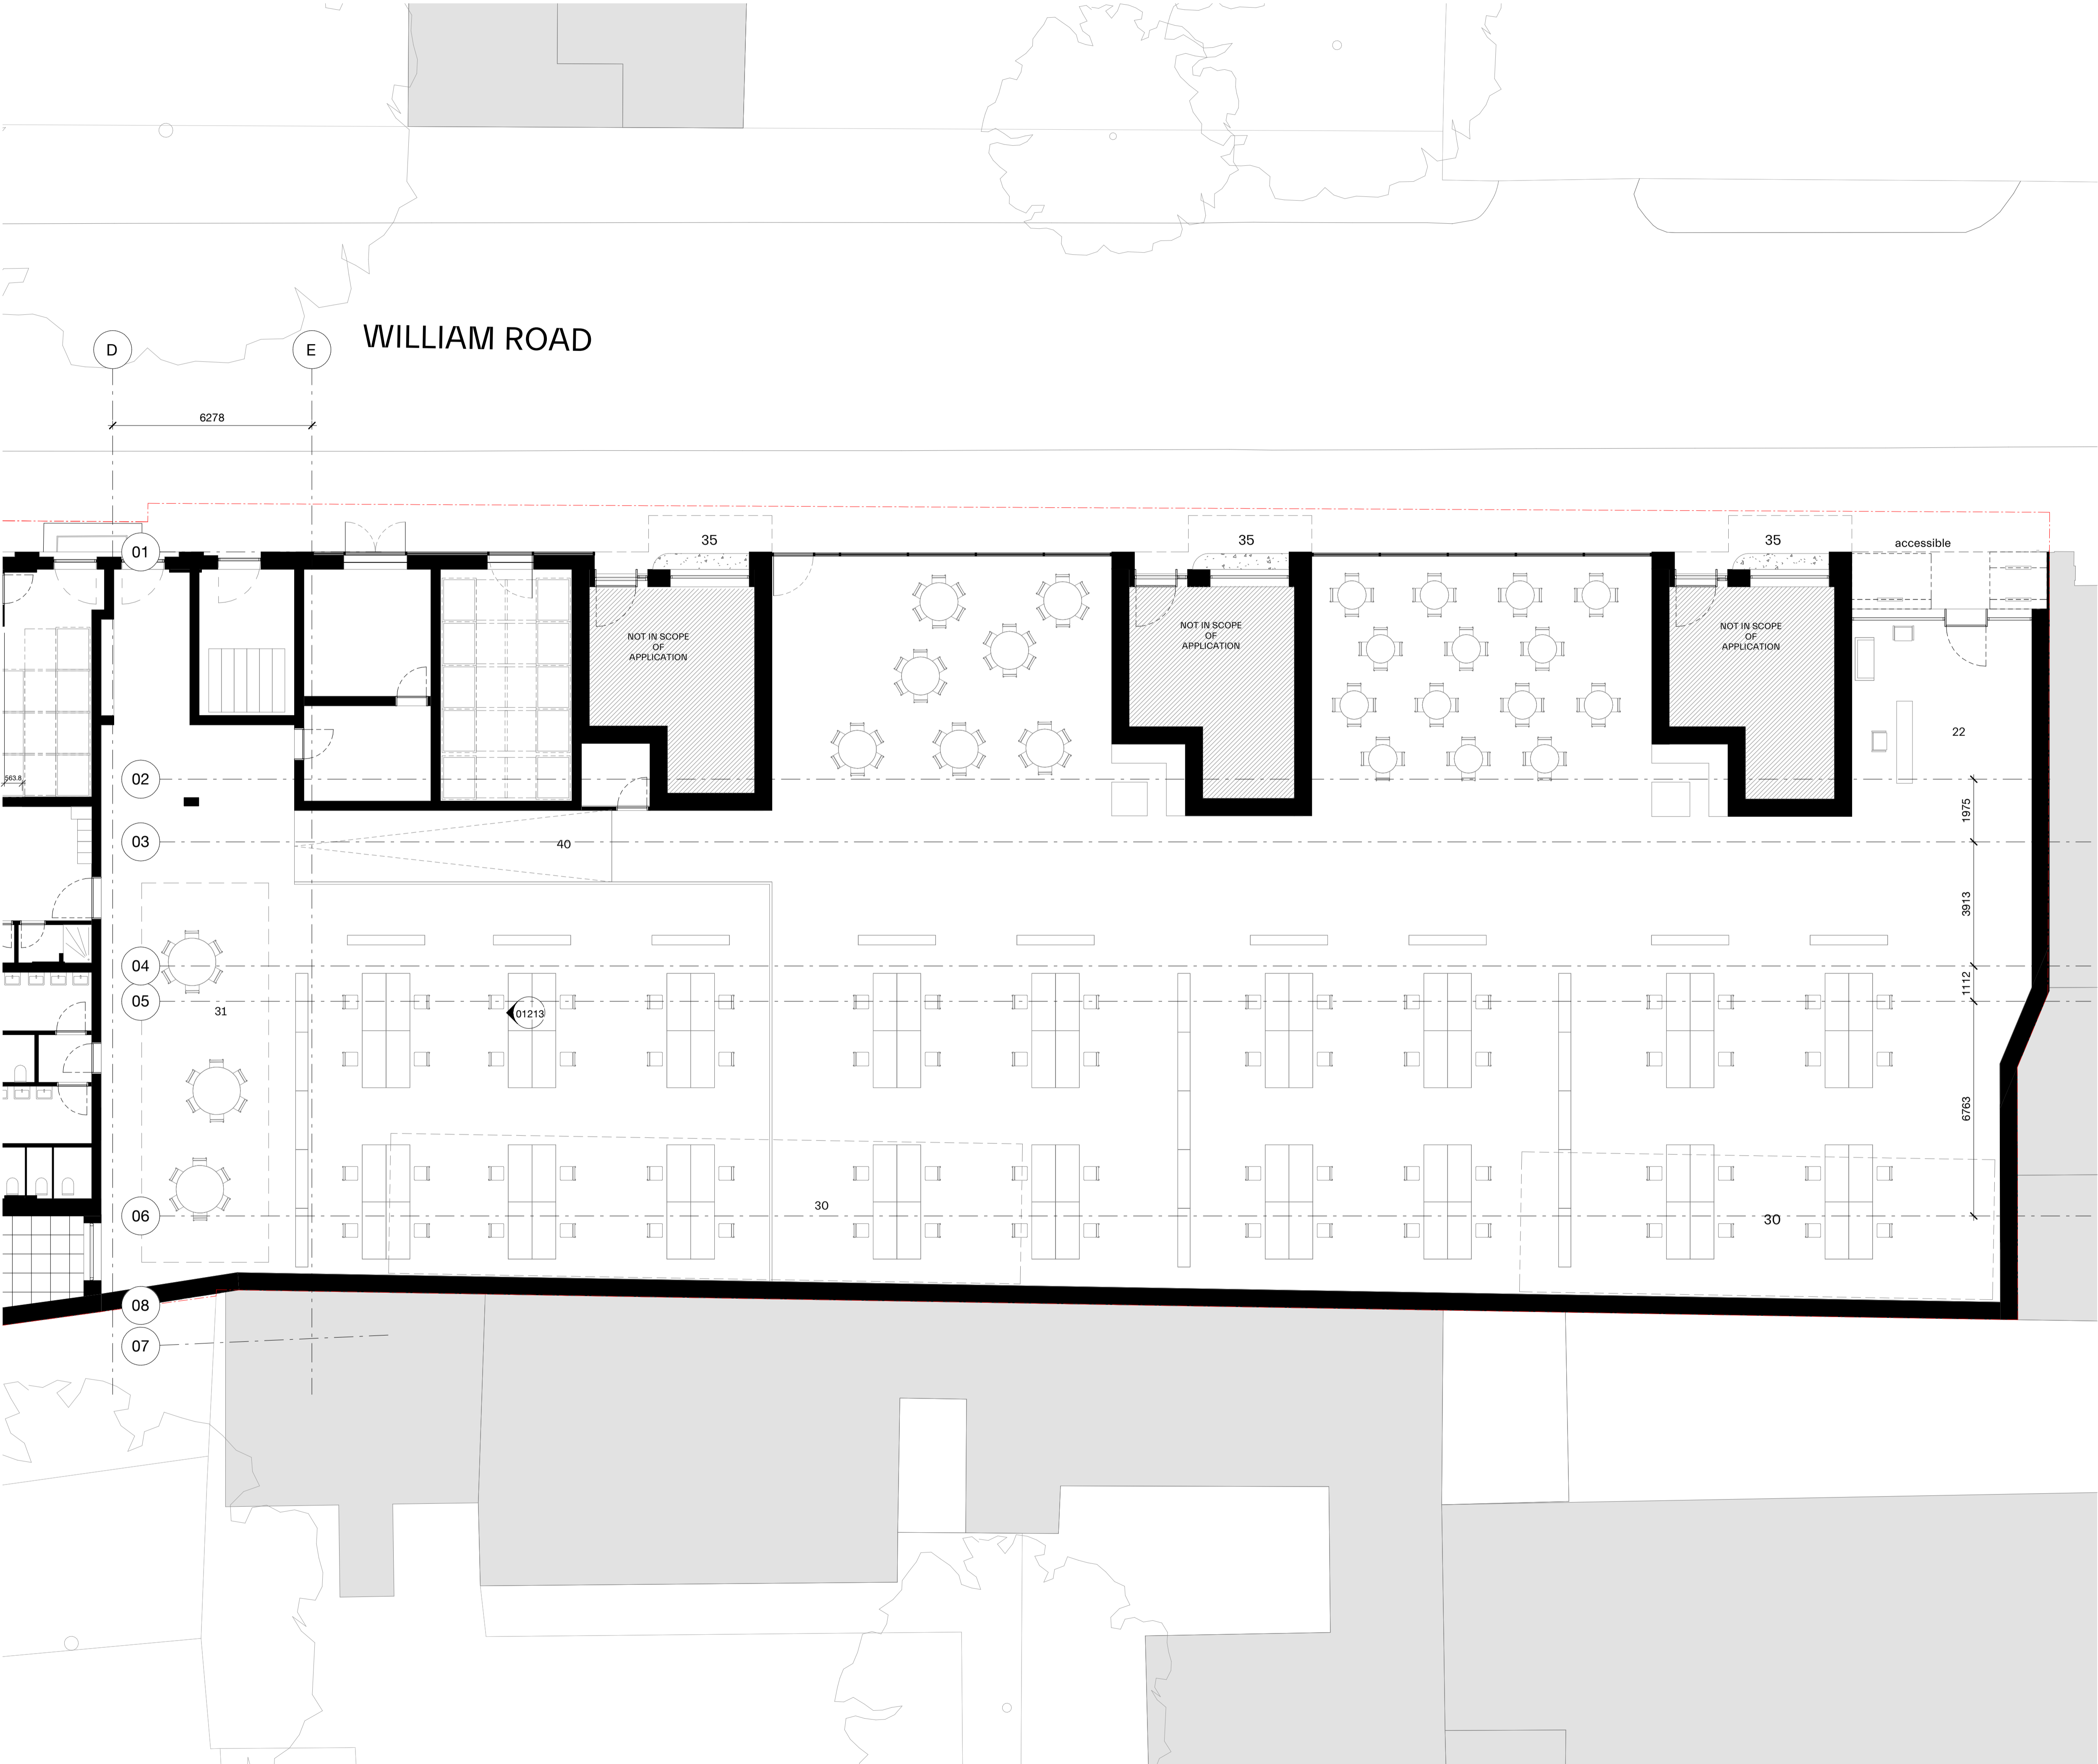 WILLIAM ROAD
D
E
6278
01
35
35
35
accessible
NOT IN SCOPE
OF
APPLICATION
NOT IN SCOPE
OF
APPLICATION
NOT IN SCOPE
OF
APPLICATION
22
563.8
02
1975
03
40
3913
04
1112
05
31
01213
6763
06
30
30
08
07